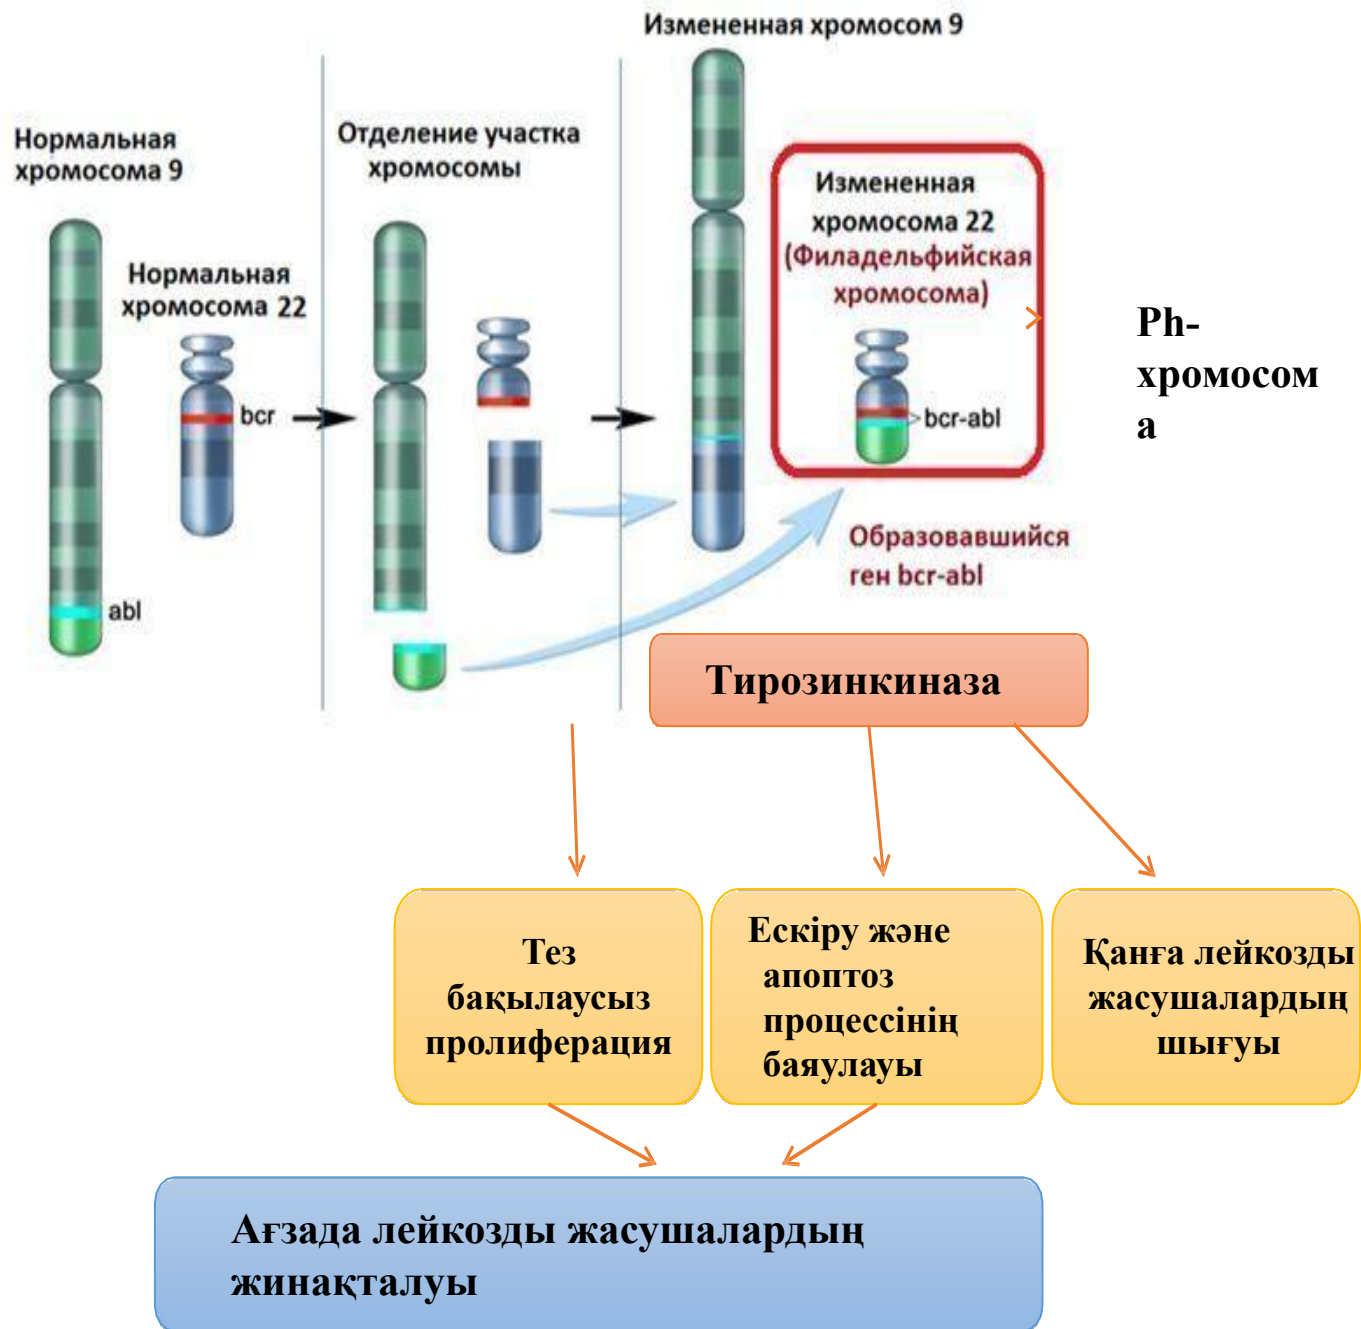 Измененная хромосом 9
Нормальная
хромосома 9
Отделение участка
хромосомы
Измененная
хромосома 22
(Филадельфийская
хромосома)
Нормальная
хромосома 22
Ph-
хромосом
а
bcr
bcr-abl
Образовавшийся
ген bcr-abl
abl
Тирозинкиназа
Тез
бақылаусыз
пролиферация
Ескіру және
апоптоз
процессінің
баяулауы
Қанға лейкозды
жасушалардың
шығуы
Ағзада лейкозды жасушалардың
жинақталуы